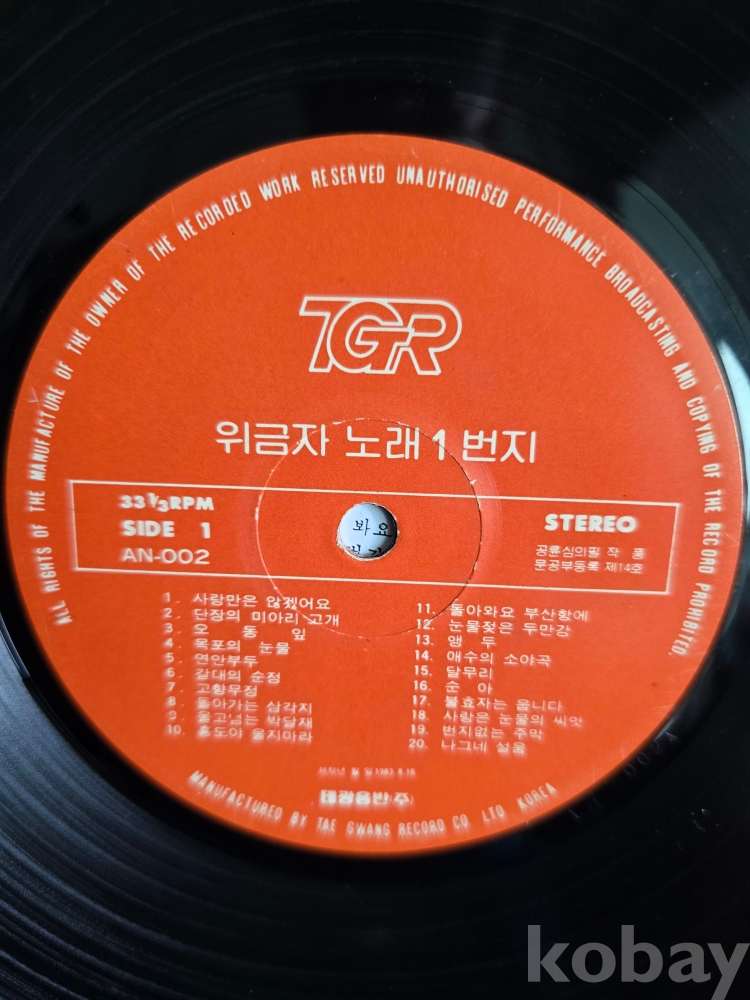 ALL RIGHTS OF THE MANUFACTURE OF THE OWNER OF THE RECORDED WORK RESERVED UNAUTHORISED PERFORMANCE BROADCASTING AND COPYING OF THE RECORD PROHIBITED.
TGR
위금자 노래 1 번지
33 1/3 RPM
SIDE 1
AN-002
봐요
STEREO
공륜심의필 작품
문공부등록 제14호
1. 사랑만은 않겠어요
2. 단장의 미아리 고개
3. 오 동 잎
4. 목포의 눈물
5. 연안부두
6. 갈대의 순정
7. 고향무정
8. 돌아가는 삼각지
9. 울고넘는 박달재
10. 홍도야 울지마라
11. 돌아와요 부산항에
12. 눈물젖은 두만강
13. 앵 두
14. 애수의 소야곡
15. 달무리
16. 순 아
17. 불효자는 웁니다
18. 사랑은 눈물의 씨앗
19. 번지없는 주막
20. 나그네 설움
태광음반(주)
MANUFACTURED BY TAE GWANG RECORD CO. LTD. KOREA
kobay